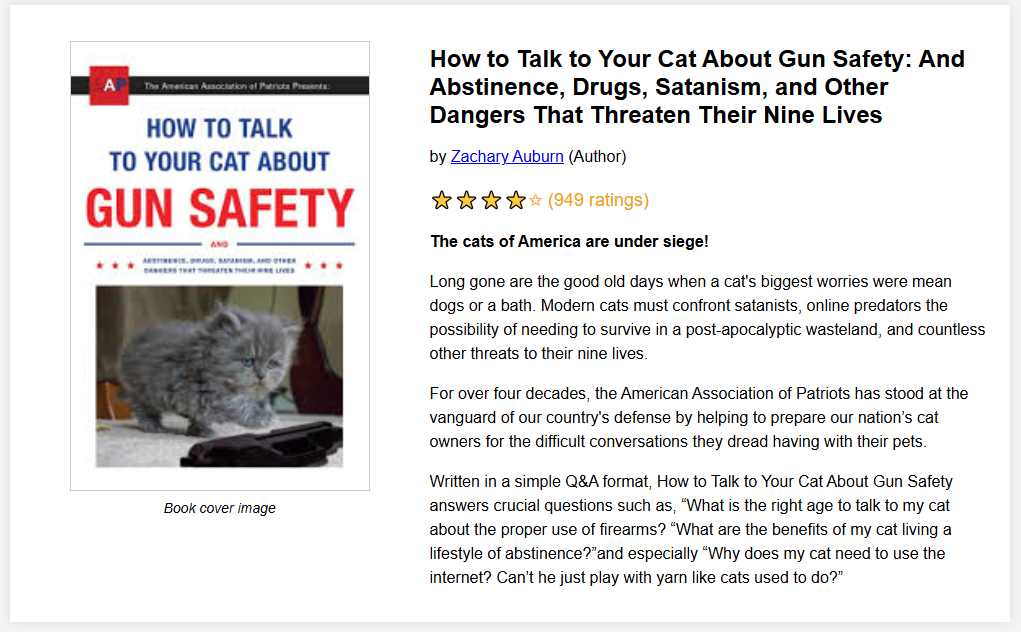 AP
The American Association of Patriots Presents:
HOW TO TALK
TO YOUR CAT ABOUT
GUN SAFETY
AND
ABSTINENCE, DRUGS, SATANISM, AND OTHER
DANGERS THAT THREATEN THEIR NINE LIVES
Book cover image
How to Talk to Your Cat About Gun Safety: And
Abstinence, Drugs, Satanism, and Other
Dangers That Threaten Their Nine Lives
by Zachary Auburn (Author)
(949 ratings)
The cats of America are under siege!
Long gone are the good old days when a cat's biggest worries were mean
dogs or a bath. Modern cats must confront satanists, online predators the
possibility of needing to survive in a post-apocalyptic wasteland, and countless
other threats to their nine lives.
For over four decades, the American Association of Patriots has stood at the
vanguard of our country's defense by helping to prepare our nation’s cat
owners for the difficult conversations they dread having with their pets.
Written in a simple Q&A format, How to Talk to Your Cat About Gun Safety
answers crucial questions such as, “What is the right age to talk to my cat
about the proper use of firearms? “What are the benefits of my cat living a
lifestyle of abstinence?”and especially “Why does my cat need to use the
internet? Can’t he just play with yarn like cats used to do?”